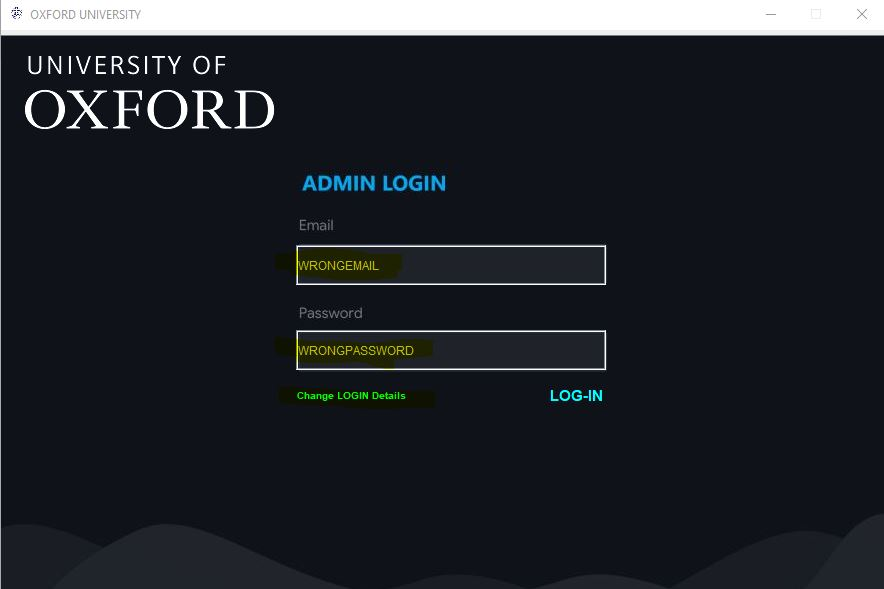 OXFORD UNIVERSITY
UNIVERSITY OF
OXFORD
ADMIN LOGIN
Email
WRONGEMAIL
Password
WRONGPASSWORD
Change LOGIN Details LOG-IN